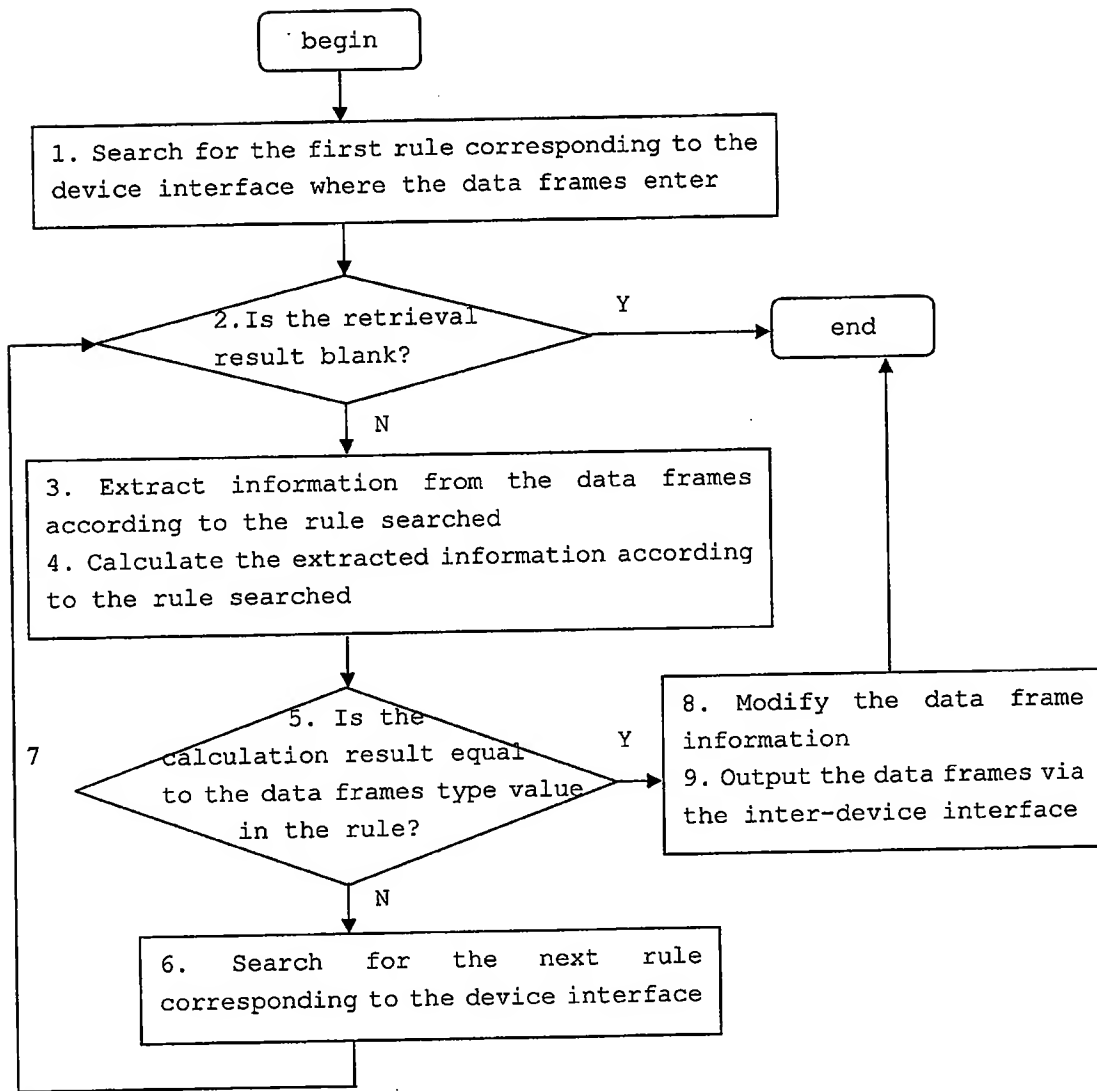 begin
1. Search for the first rule corresponding to the
device interface where the data frames enter
2.Is the retrieval
result blank?
Y
end
N
3. Extract information from the data frames
according to the rule searched
4. Calculate the extracted information according
to the rule searched
5. Is the
calculation result equal
to the data frames type value
in the rule?
Y
7
8. Modify the data frame
information
9. Output the data frames via
the inter-device interface
N
6. Search for the next rule
corresponding to the device interface